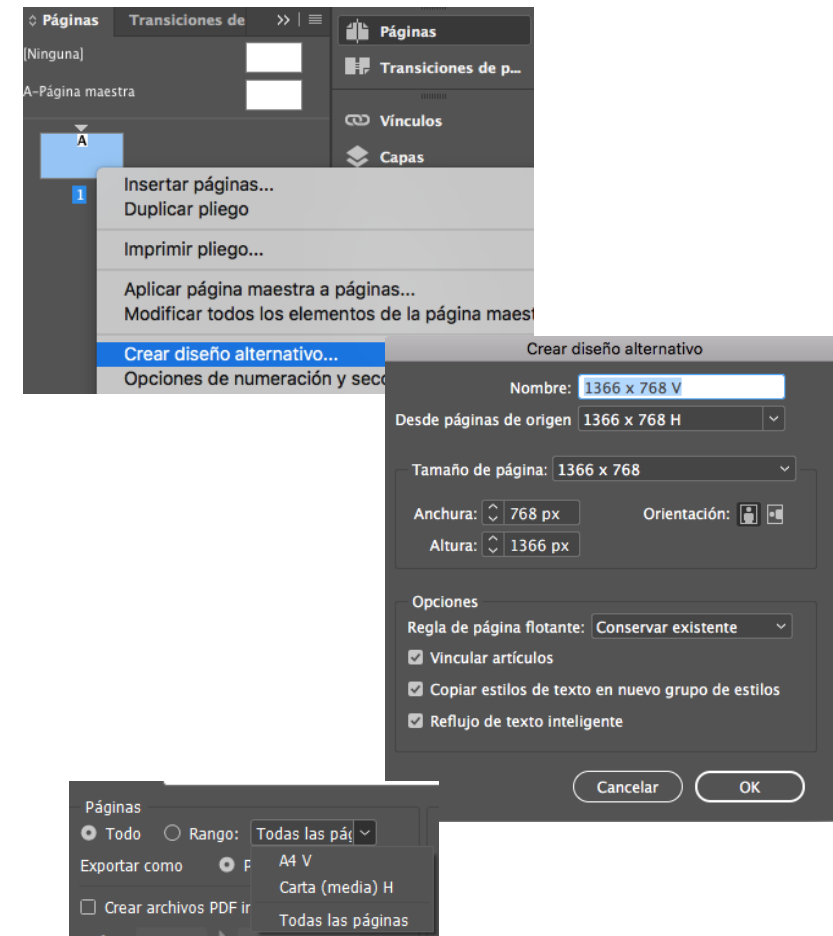 Páginas
Transiciones de
[Ninguna]
A-Página maestra
A
1
Páginas
Transiciones de p...
Vínculos
Capas
Insertar páginas...
Duplicar pliego
Imprimir pliego...
Aplicar página maestra a páginas...
Modificar todos los elementos de la página
Crear diseño alternativo...
Opciones de numeración y
Crear diseño alternativo
Nombre: 1366 x 768 V
Desde páginas de origen 1366 x 768 H
Tamaño de página: 1366 x 768
Anchura: 768 px Orientación:
Altura: 1366 px
Opciones
Regla de página flotante: Conservar existente
Vincular artículos
Copiar estilos de texto en nuevo grupo de estilos
Reflujo de texto inteligente
Cancelar OK
Páginas
Todo Rango: Todas las
Exportar como
A4 V
Carta (media) H
Crear archivos PDF
Todas las páginas